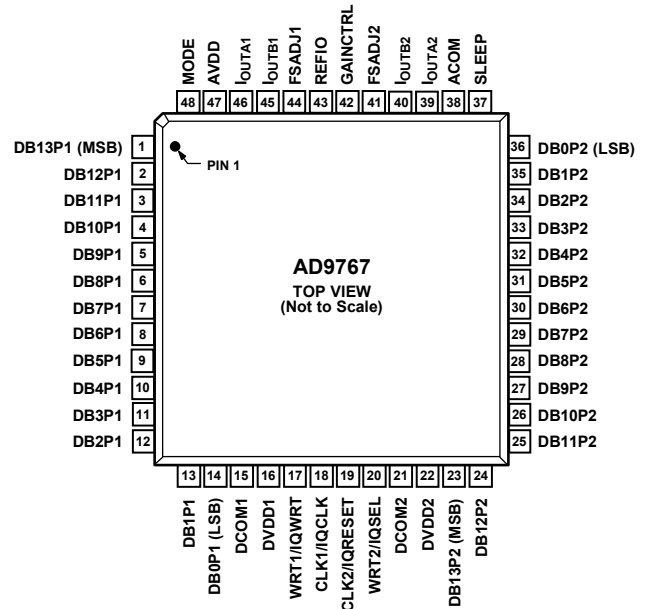 MODE
AVDD
IOUTA1
IOUTB1
FSADJ1
REFIO
GAINCTRL
FSADJ2
IOUTB2
IOUTA2
ACOM
SLEEP
48 47 46 45 44 43 42 41 40 39 38 37
DB13P1 (MSB) 1
DB12P1 2
DB11P1 3
DB10P1 4
DB9P1 5
DB8P1 6
DB7P1 7
DB6P1 8
DB5P1 9
DB4P1 10
DB3P1 11
DB2P1 12
PIN 1
AD9767
TOP VIEW
(Not to Scale)
36 DB0P2 (LSB)
35 DB1P2
34 DB2P2
33 DB3P2
32 DB4P2
31 DB5P2
30 DB6P2
29 DB7P2
28 DB8P2
27 DB9P2
26 DB10P2
25 DB11P2
13 14 15 16 17 18 19 20 21 22 23 24
DB1P1
DB0P1 (LSB)
DCOM1
DVDD1
WRT1/IQWRT
CLK1/IQCLK
CLK2/IQRESET
WRT2/IQSEL
DCOM2
DVDD2
DB13P2 (MSB)
DB12P2